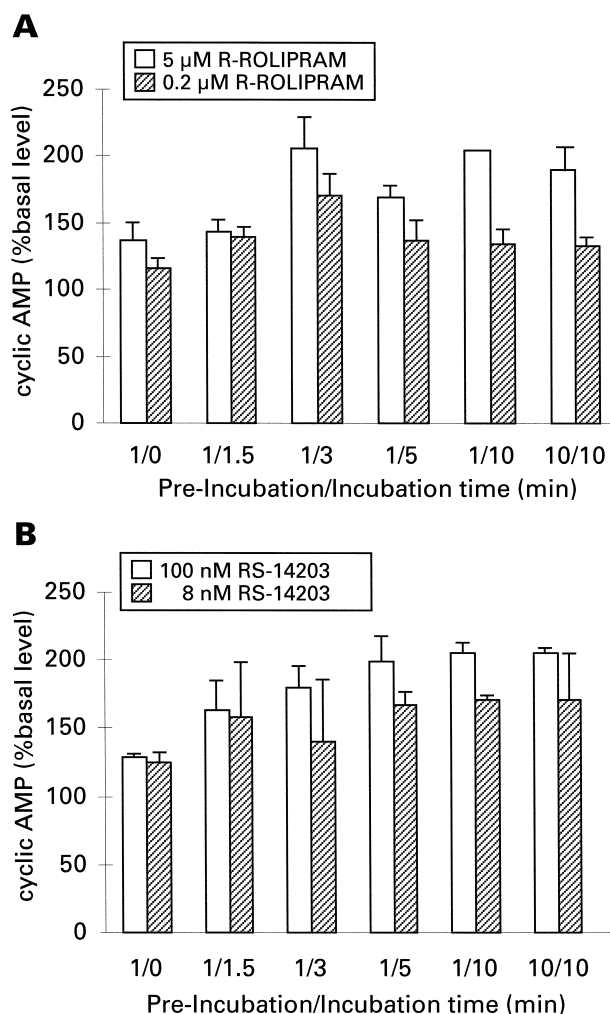 A
5 µM R-ROLIPRAM
0.2 µM R-ROLIPRAM
250
200
150
100
50
0
cyclic AMP (%basal level)
1/0 1/1.5 1/3 1/5 1/10 10/10
Pre-Incubation/Incubation time (min)
B
100 nM RS-14203
8 nM RS-14203
250
200
150
100
50
0
cyclic AMP (%basal level)
1/0 1/1.5 1/3 1/5 1/10 10/10
Pre-Incubation/Incubation time (min)